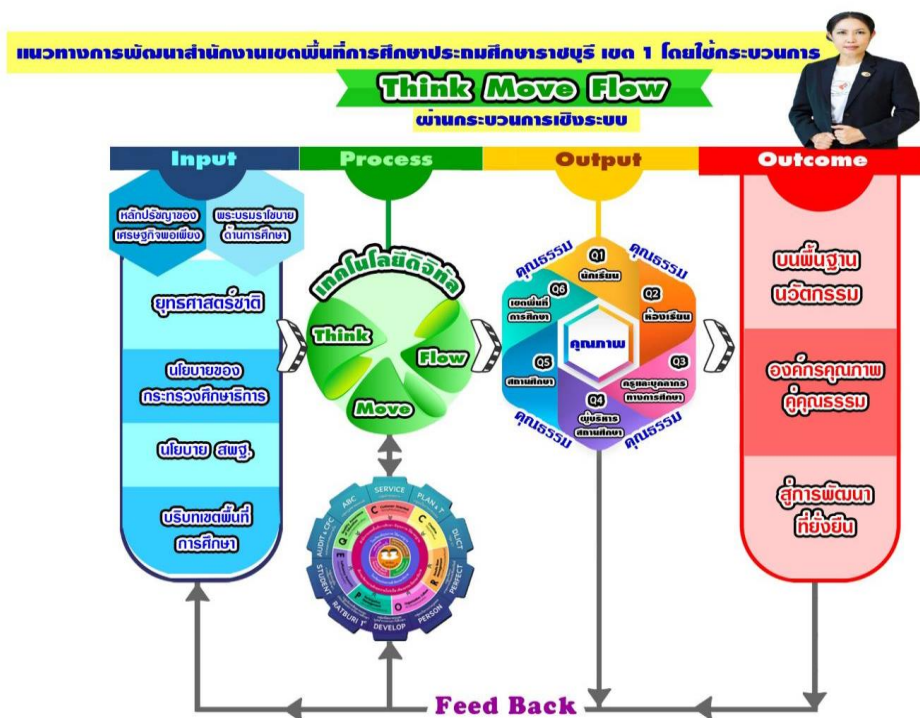 แนวทางการพัฒนาสำนักงานเขตพื้นที่การศึกษาประถมศึกษาราชบุรี เขต 1 โดยใช้กระบวนการ
Think Move Flow
ผ่านกระบวนการเชิงระบบ
Input
Process
Output
Outcome
หลักปรัชญาของ
เศรษฐกิจพอเพียง
พระบรมราโชบาย
ด้านการศึกษา
ยุทธศาสตร์ชาติ
นโยบายของ
กระทรวงศึกษาธิการ
นโยบาย สพฐ.
บริบทเขตพื้นที่
การศึกษา
เทคโนโลยีดิจิทัล
Think
Flow
Move
SERVICE
PLAN & T
DLICT
PERFECT
PERSON
DEVELOP
RATBURI 1
STUDENT
AUDIT & CFC
ABC
C
C
R
O
P
E
Q
คุณธรรม
คุณธรรม
Q1
นักเรียน
Q2
ห้องเรียน
Q3
ครูและบุคลากร
ทางการศึกษา
Q4
ผู้บริหาร
สถานศึกษา
Q5
สถานศึกษา
Q6
เขตพื้นที่
การศึกษา
คุณภาพ
คุณธรรม
คุณธรรม
บนพื้นฐาน
นวัตกรรม
องค์กรคุณภาพ
คู่คุณธรรม
สู่การพัฒนา
ที่ยั่งยืน
Feed Back